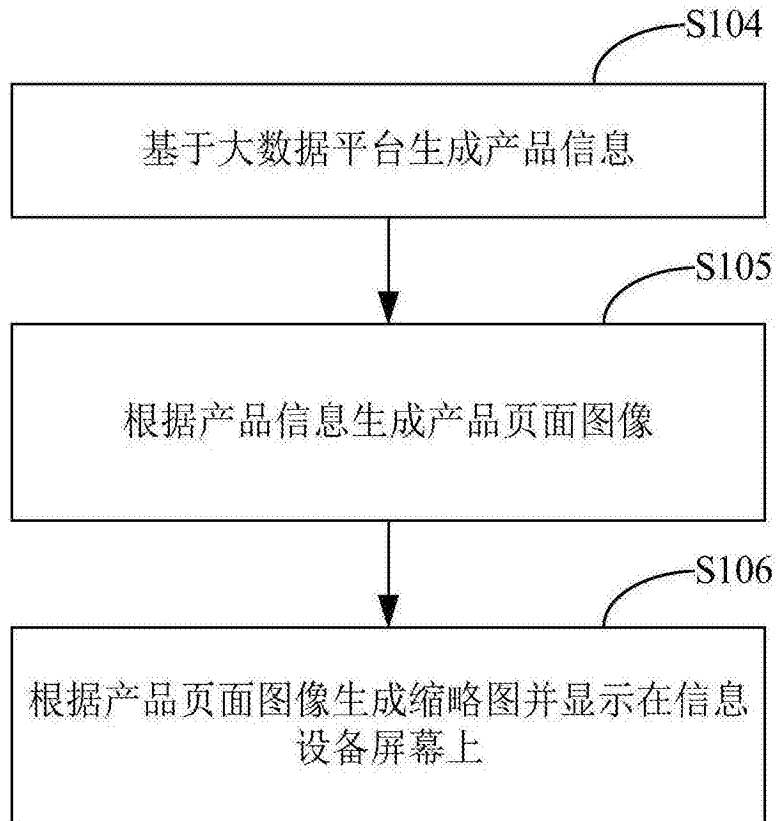 S104
基于大数据平台生成产品信息
S105
根据产品信息生成产品页面图像
S106
根据产品页面图像生成缩略图并显示在信息
设备屏幕上